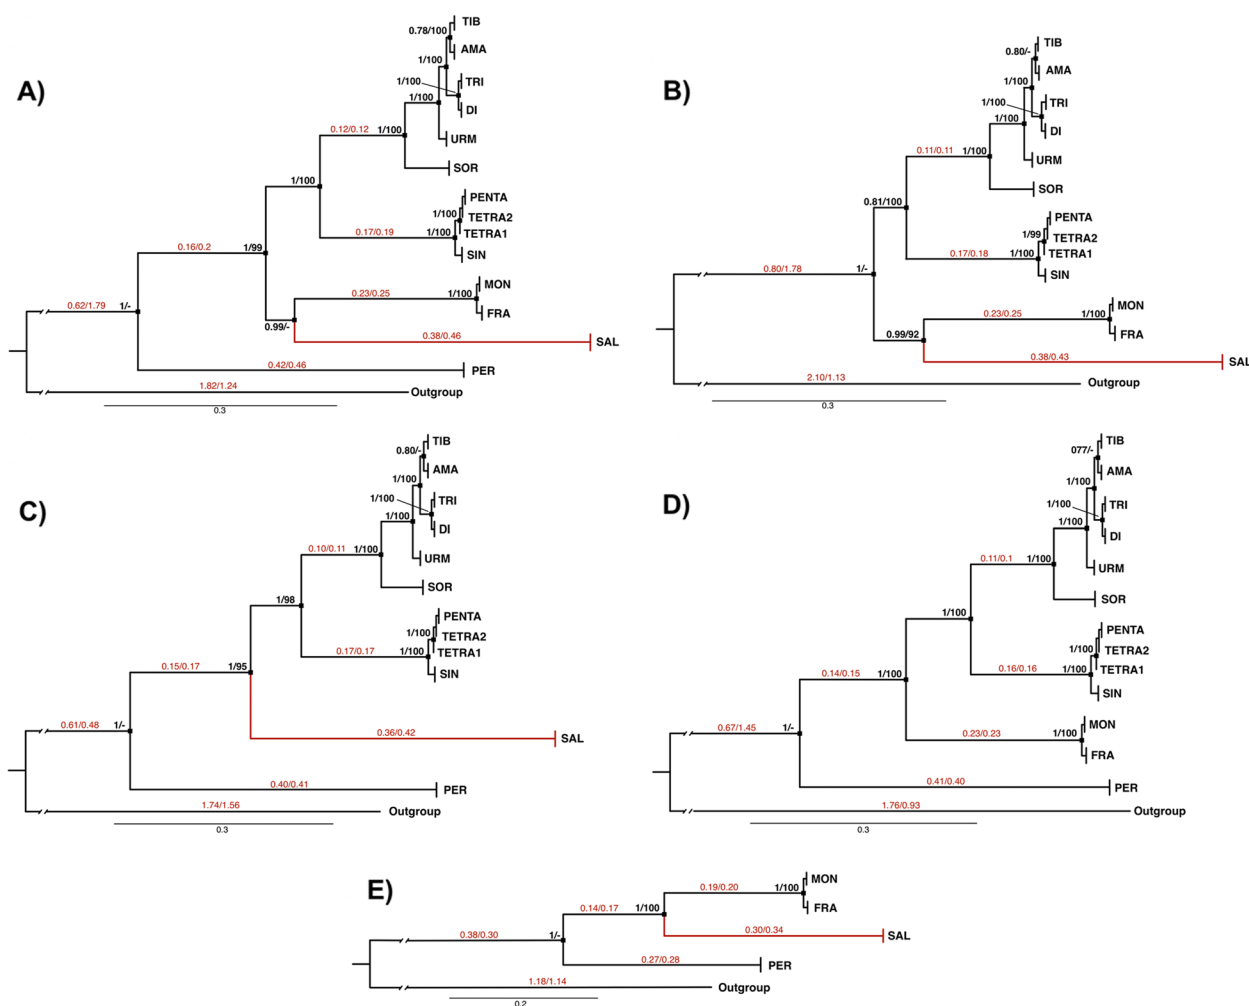 A)
TIB
0.78/100
AMA
1/100
1/100
TRI
1/100
DI
0.12/0.12
1/100
URM
SOR
1/100
PENTA
1/100
TETRA2
0.17/0.19
1/100
TETRA1
SIN
0.16/0.2
1/99
MON
0.23/0.25
1/100
FRA
0.62/1.79
1/-
0.99/-
0.38/0.46
SAL
0.42/0.46
PER
1.82/1.24
Outgroup
0.3
B)
TIB
0.80/-
AMA
1/100
1/100
TRI
1/100
DI
0.11/0.11
1/100
URM
SOR
0.81/100
PENTA
1/99
TETRA2
0.17/0.18
1/100
TETRA1
SIN
0.80/1.78
1/-
MON
0.23/0.25
1/100
FRA
0.99/92
0.38/0.43
SAL
2.10/1.13
Outgroup
0.3
C)
TIB
0.80/-
AMA
1/100
1/100
TRI
1/100
DI
0.10/0.11
1/100
URM
SOR
1/98
PENTA
1/100
TETRA2
0.17/0.17
1/100
TETRA1
SIN
0.15/0.17
1/95
0.61/0.48
1/-
0.36/0.42
SAL
0.40/0.41
PER
1.74/1.56
Outgroup
0.3
D)
TIB
077/-
AMA
1/100
1/100
TRI
1/100
DI
0.11/0.1
1/100
URM
SOR
1/100
PENTA
1/100
TETRA2
0.16/0.16
1/100
TETRA1
SIN
0.14/0.15
1/100
MON
0.67/1.45
1/-
0.23/0.23
1/100
FRA
0.41/0.40
PER
1.76/0.93
Outgroup
0.3
E)
MON
0.19/0.20
1/100
FRA
0.14/0.17
1/100
0.38/0.30
1/-
0.30/0.34
SAL
0.27/0.28
PER
1.18/1.14
Outgroup
0.2